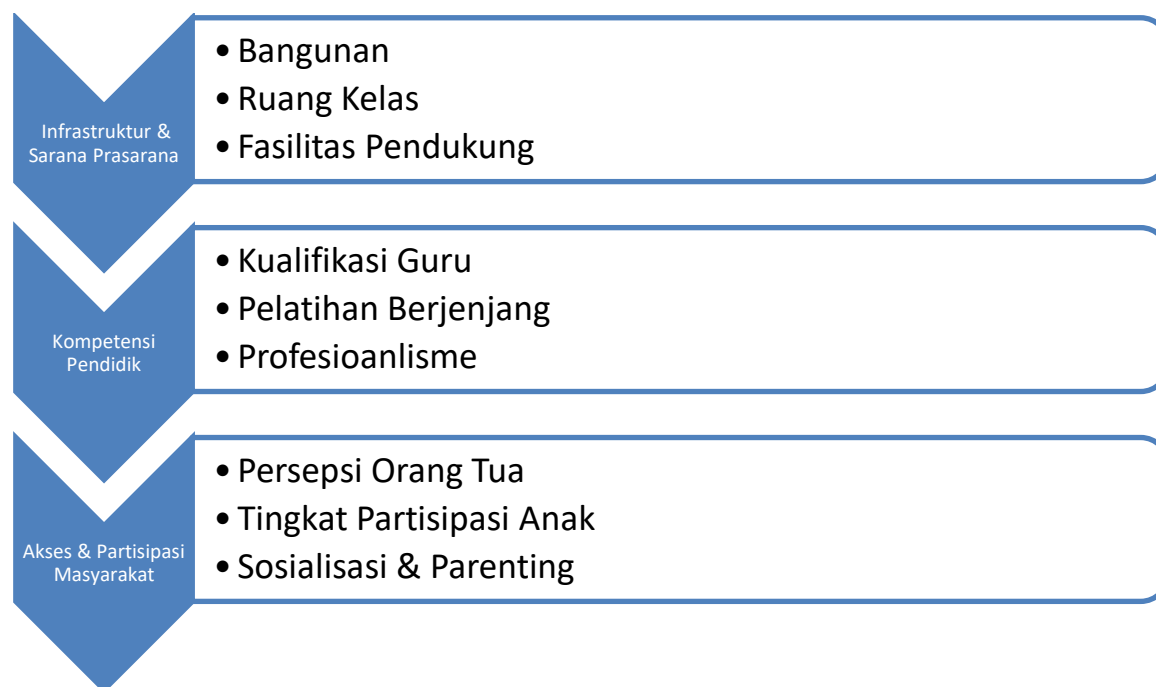 Infrastruktur &
Sarana Prasarana
• Bangunan
• Ruang Kelas
• Fasilitas Pendukung
Kompetensi
Pendidik
• Kualifikasi Guru
• Pelatihan Berjenjang
• Profesioanlisme
Akses & Partisipasi
Masyarakat
• Persepsi Orang Tua
• Tingkat Partisipasi Anak
• Sosialisasi & Parenting